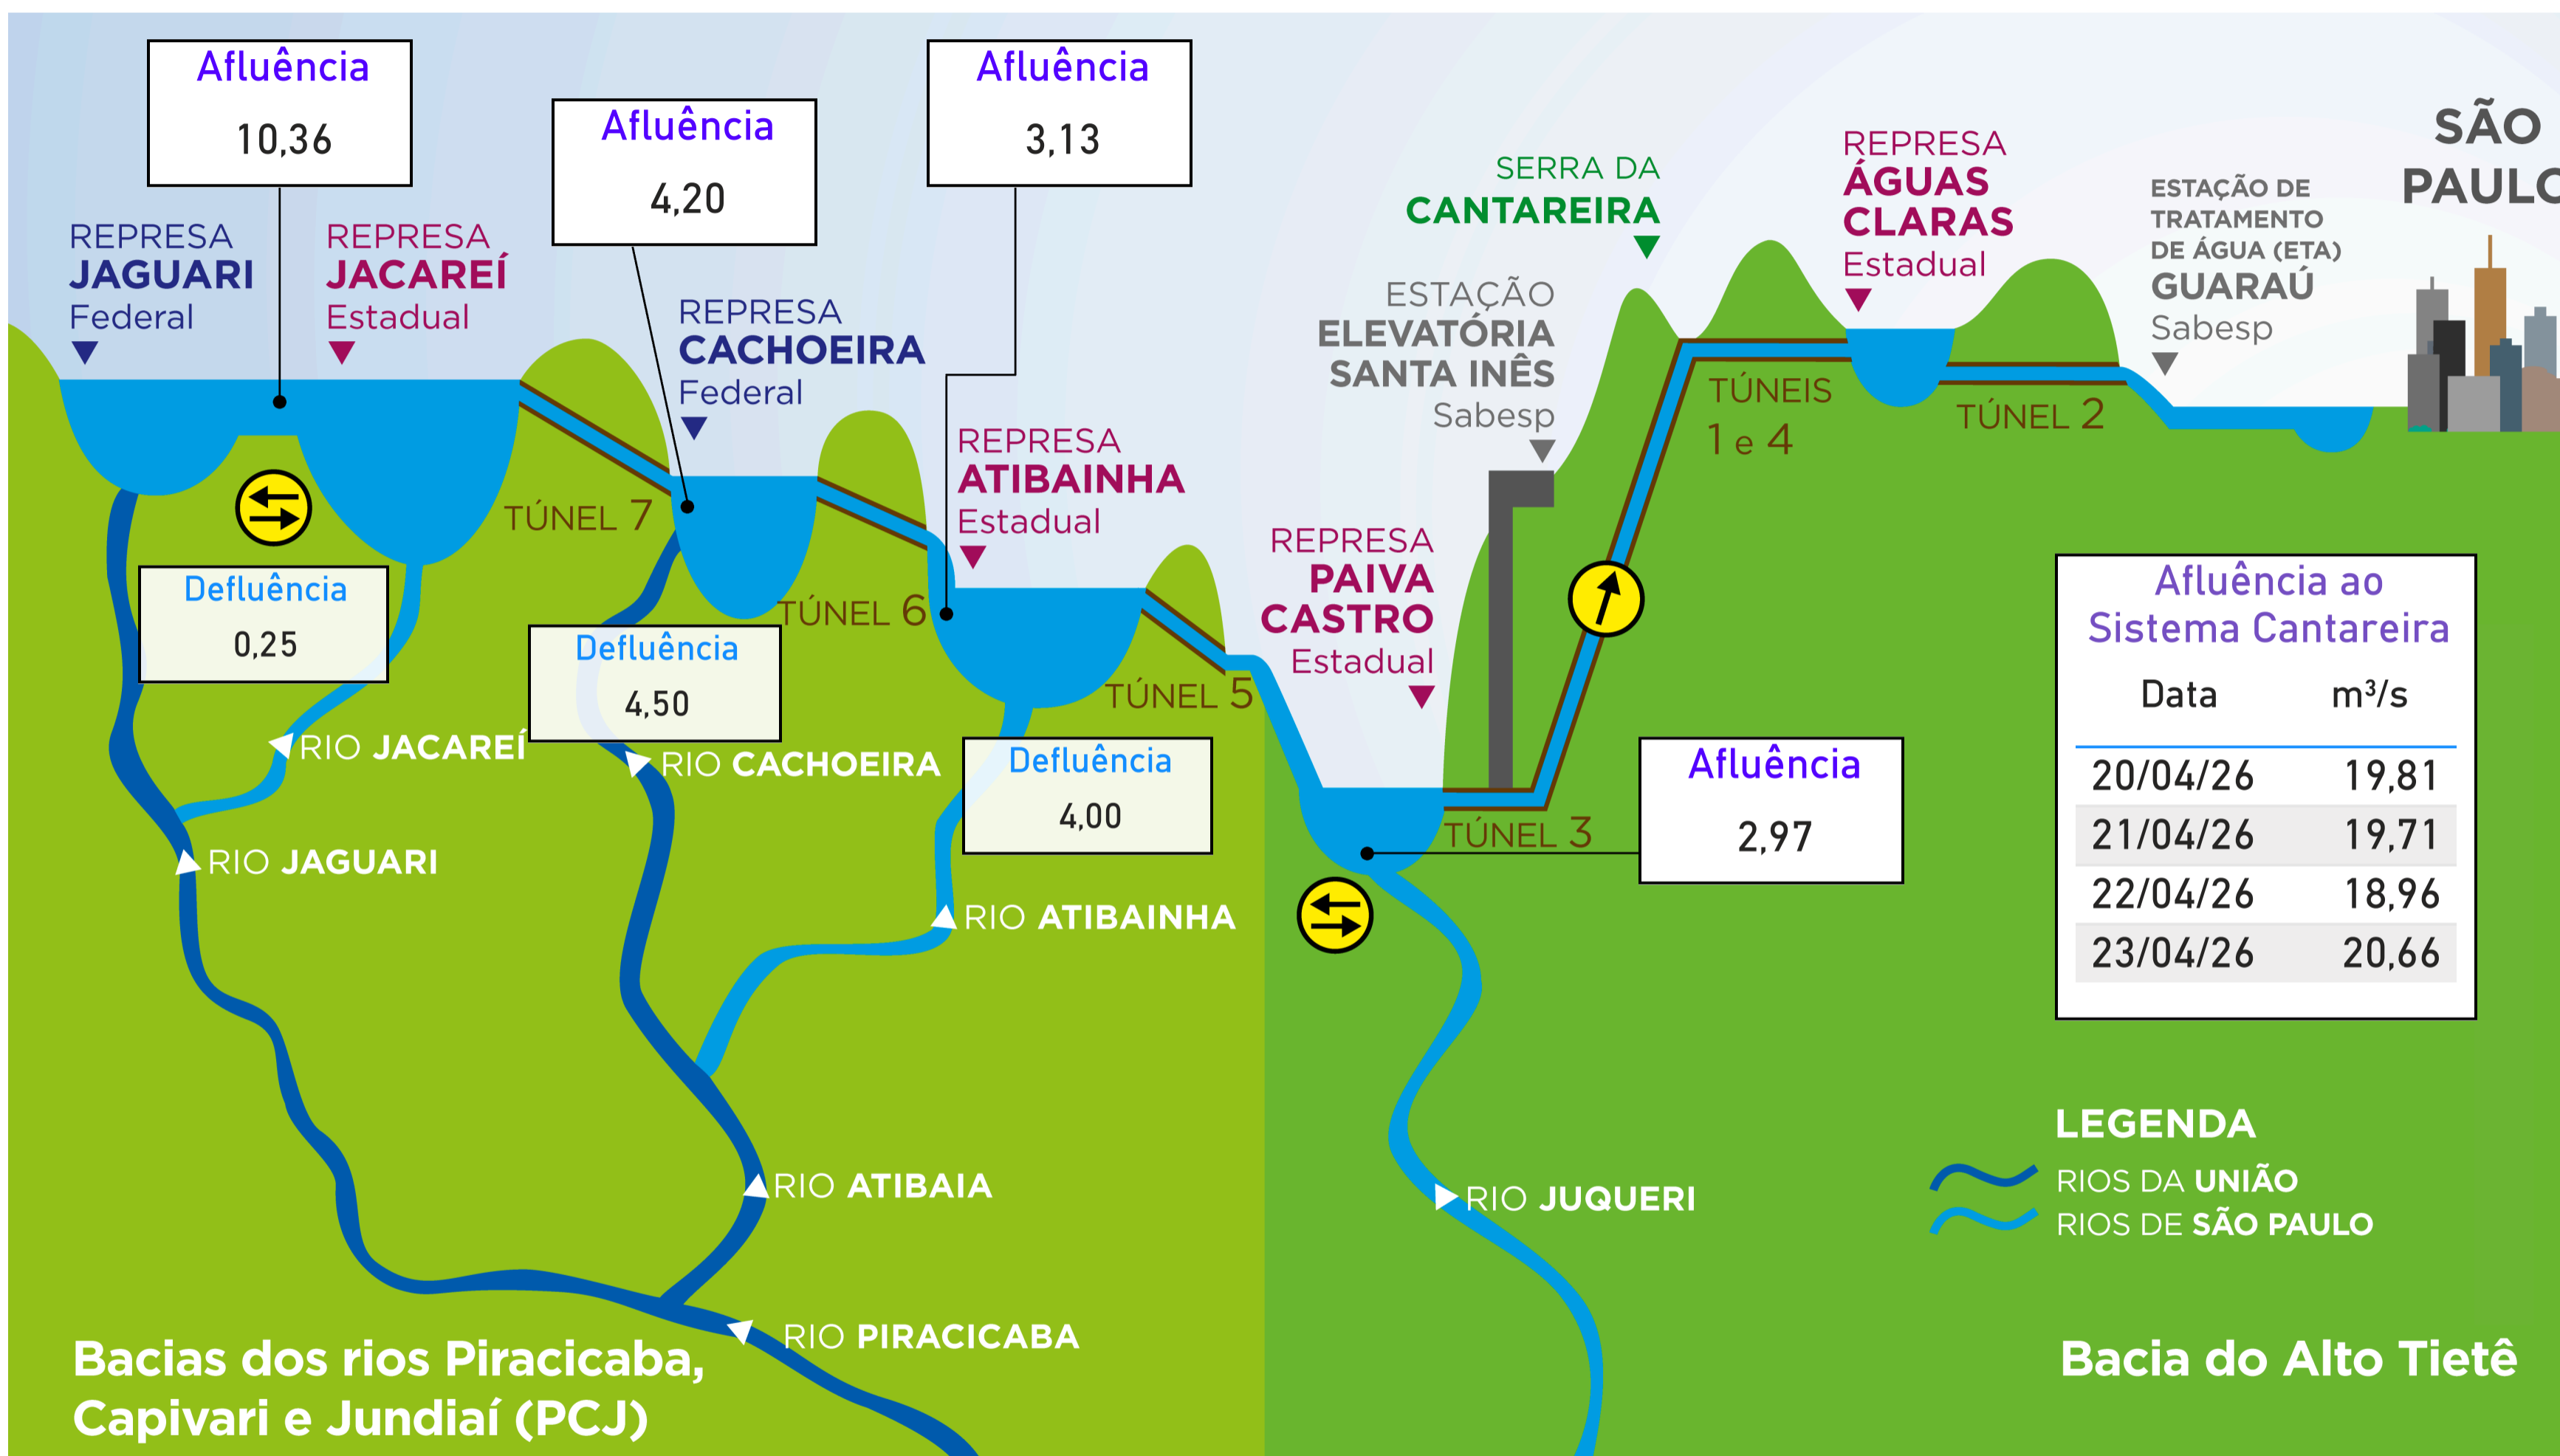 Afluência
10,36
Afluência
4,20
Afluência
3,13
REPRESA
JAGUARI
Federal
REPRESA
JACAREÍ
Estadual
REPRESA
CACHOEIRA
Federal
REPRESA
ATIBAINHA
Estadual
SERRA DA
CANTAREIRA
ESTAÇÃO
ELEVATÓRIA
SANTA INÊS
Sabesp
REPRESA
ÁGUAS
CLARAS
Estadual
ESTAÇÃO DE
TRATAMENTO
DE ÁGUA (ETA)
GUARAÚ
Sabesp
SÃO
PAULO
TÚNEL 7
TÚNEL 6
TÚNEL 5
REPRESA
PAIVA
CASTRO
Estadual
TÚNEIS
1 e 4
TÚNEL 2
TÚNEL 3
Defluência
0,25
Defluência
4,50
Defluência
4,00
Afluência
2,97
RIO JACAREÍ
RIO CACHOEIRA
RIO JAGUARI
RIO ATIBAINHA
RIO ATIBAIA
RIO JUQUERI
RIO PIRACICABA
Afluência ao
Sistema Cantareira
Data m³/s
20/04/26 19,81
21/04/26 19,71
22/04/26 18,96
23/04/26 20,66
LEGENDA
RIOS DA UNIÃO
RIOS DE SÃO PAULO
Bacias dos rios Piracicaba,
Capivari e Jundiaí (PCJ)
Bacia do Alto Tietê